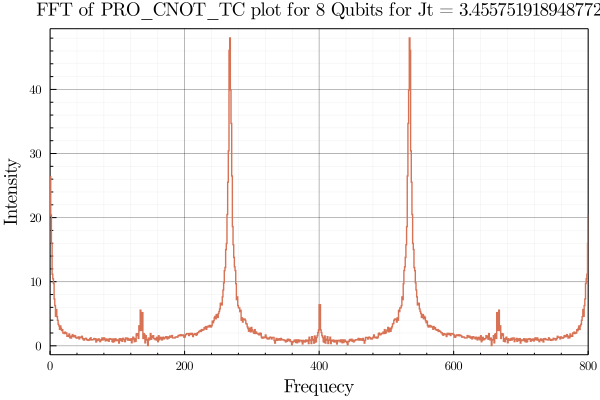 FFT of PRO_CNOT_TC plot for 8 Qubits for Jt = 3.455751918948772
Intensity
40
30
20
10
0
0 200 400 600 800
Frequecy